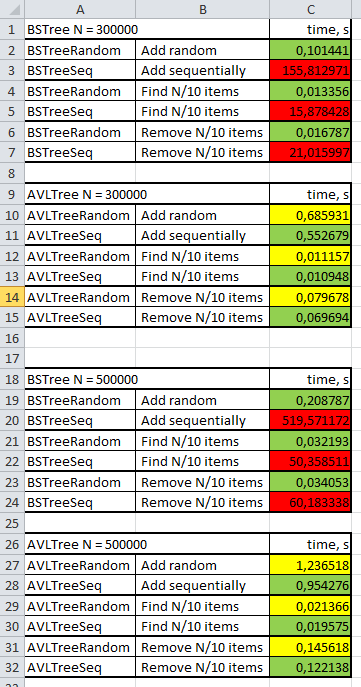 A B C
1 BSTree N = 300000 time, s
2 BSTreeRandom Add random 0,101441
3 BSTreeSeq Add sequentially 155,812971
4 BSTreeRandom Find N/10 items 0,013356
5 BSTreeSeq Find N/10 items 15,878428
6 BSTreeRandom Remove N/10 items 0,016787
7 BSTreeSeq Remove N/10 items 21,015997
8
9 AVLTree N = 300000 time, s
10 AVLTreeRandom Add random 0,685931
11 AVLTreeSeq Add sequentially 0,552679
12 AVLTreeRandom Find N/10 items 0,011157
13 AVLTreeSeq Find N/10 items 0,010948
14 AVLTreeRandom Remove N/10 items 0,079678
15 AVLTreeSeq Remove N/10 items 0,069694
16
17
18 BSTree N = 500000 time, s
19 BSTreeRandom Add random 0,208787
20 BSTreeSeq Add sequentially 519,571172
21 BSTreeRandom Find N/10 items 0,032193
22 BSTreeSeq Find N/10 items 50,358511
23 BSTreeRandom Remove N/10 items 0,034053
24 BSTreeSeq Remove N/10 items 60,183338
25
26 AVLTree N = 500000 time, s
27 AVLTreeRandom Add random 1,236518
28 AVLTreeSeq Add sequentially 0,954276
29 AVLTreeRandom Find N/10 items 0,021366
30 AVLTreeSeq Find N/10 items 0,019575
31 AVLTreeRandom Remove N/10 items 0,145618
32 AVLTreeSeq Remove N/10 items 0,122138